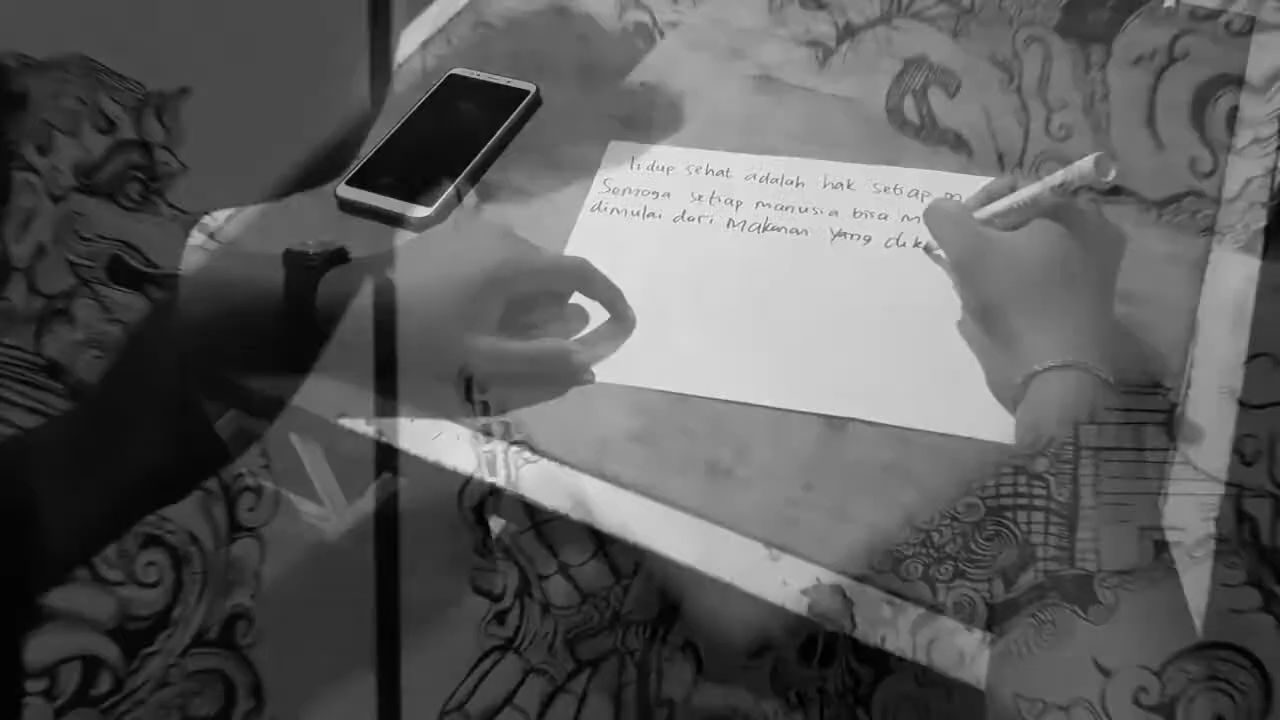 Hidup sehat adalah hak setiap
Semoga setiap manusia bisa
dimulai dari Makanan yang